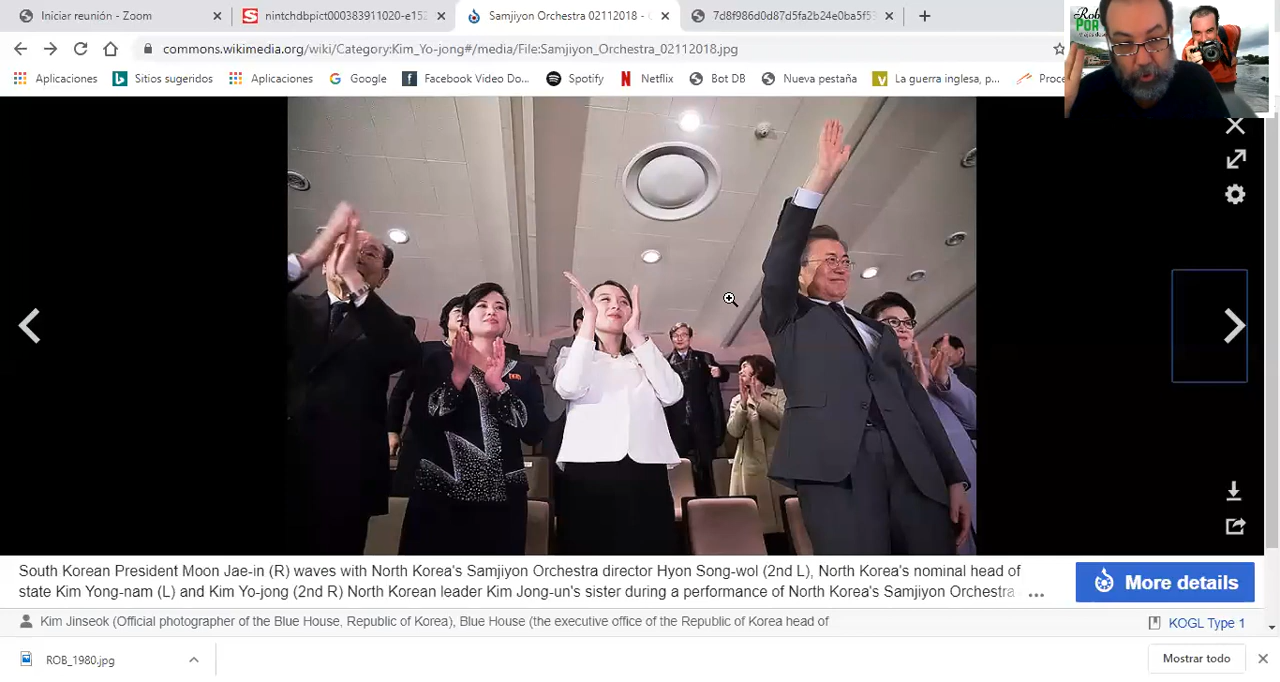 Iniciar reunión - Zoom
nintchdbpict000383911020-e152
Samjiyon Orchestra 02112018 -
7d8f986d0d87d5fa2b24e0ba5f53
commons.wikimedia.org/wiki/Category:Kim_Yo-jong#/media/File:Samjiyon_Orchestra_02112018.jpg
Aplicaciones Sitios sugeridos Aplicaciones Google Facebook Video Do... Spotify Netflix Bot DB Nueva pestaña La guerra inglesa, p... Proce
South Korean President Moon Jae-in (R) waves with North Korea's Samjiyon Orchestra director Hyon Song-wol (2nd L), North Korea's nominal head of
state Kim Yong-nam (L) and Kim Yo-jong (2nd R) North Korean leader Kim Jong-un's sister during a performance of North Korea's Samjiyon Orchestra ...
More details
Kim Jinseok (Official photographer of the Blue House, Republic of Korea), Blue House (the executive office of the Republic of Korea head of
KOGL Type 1
ROB_1980.jpg
Mostrar todo